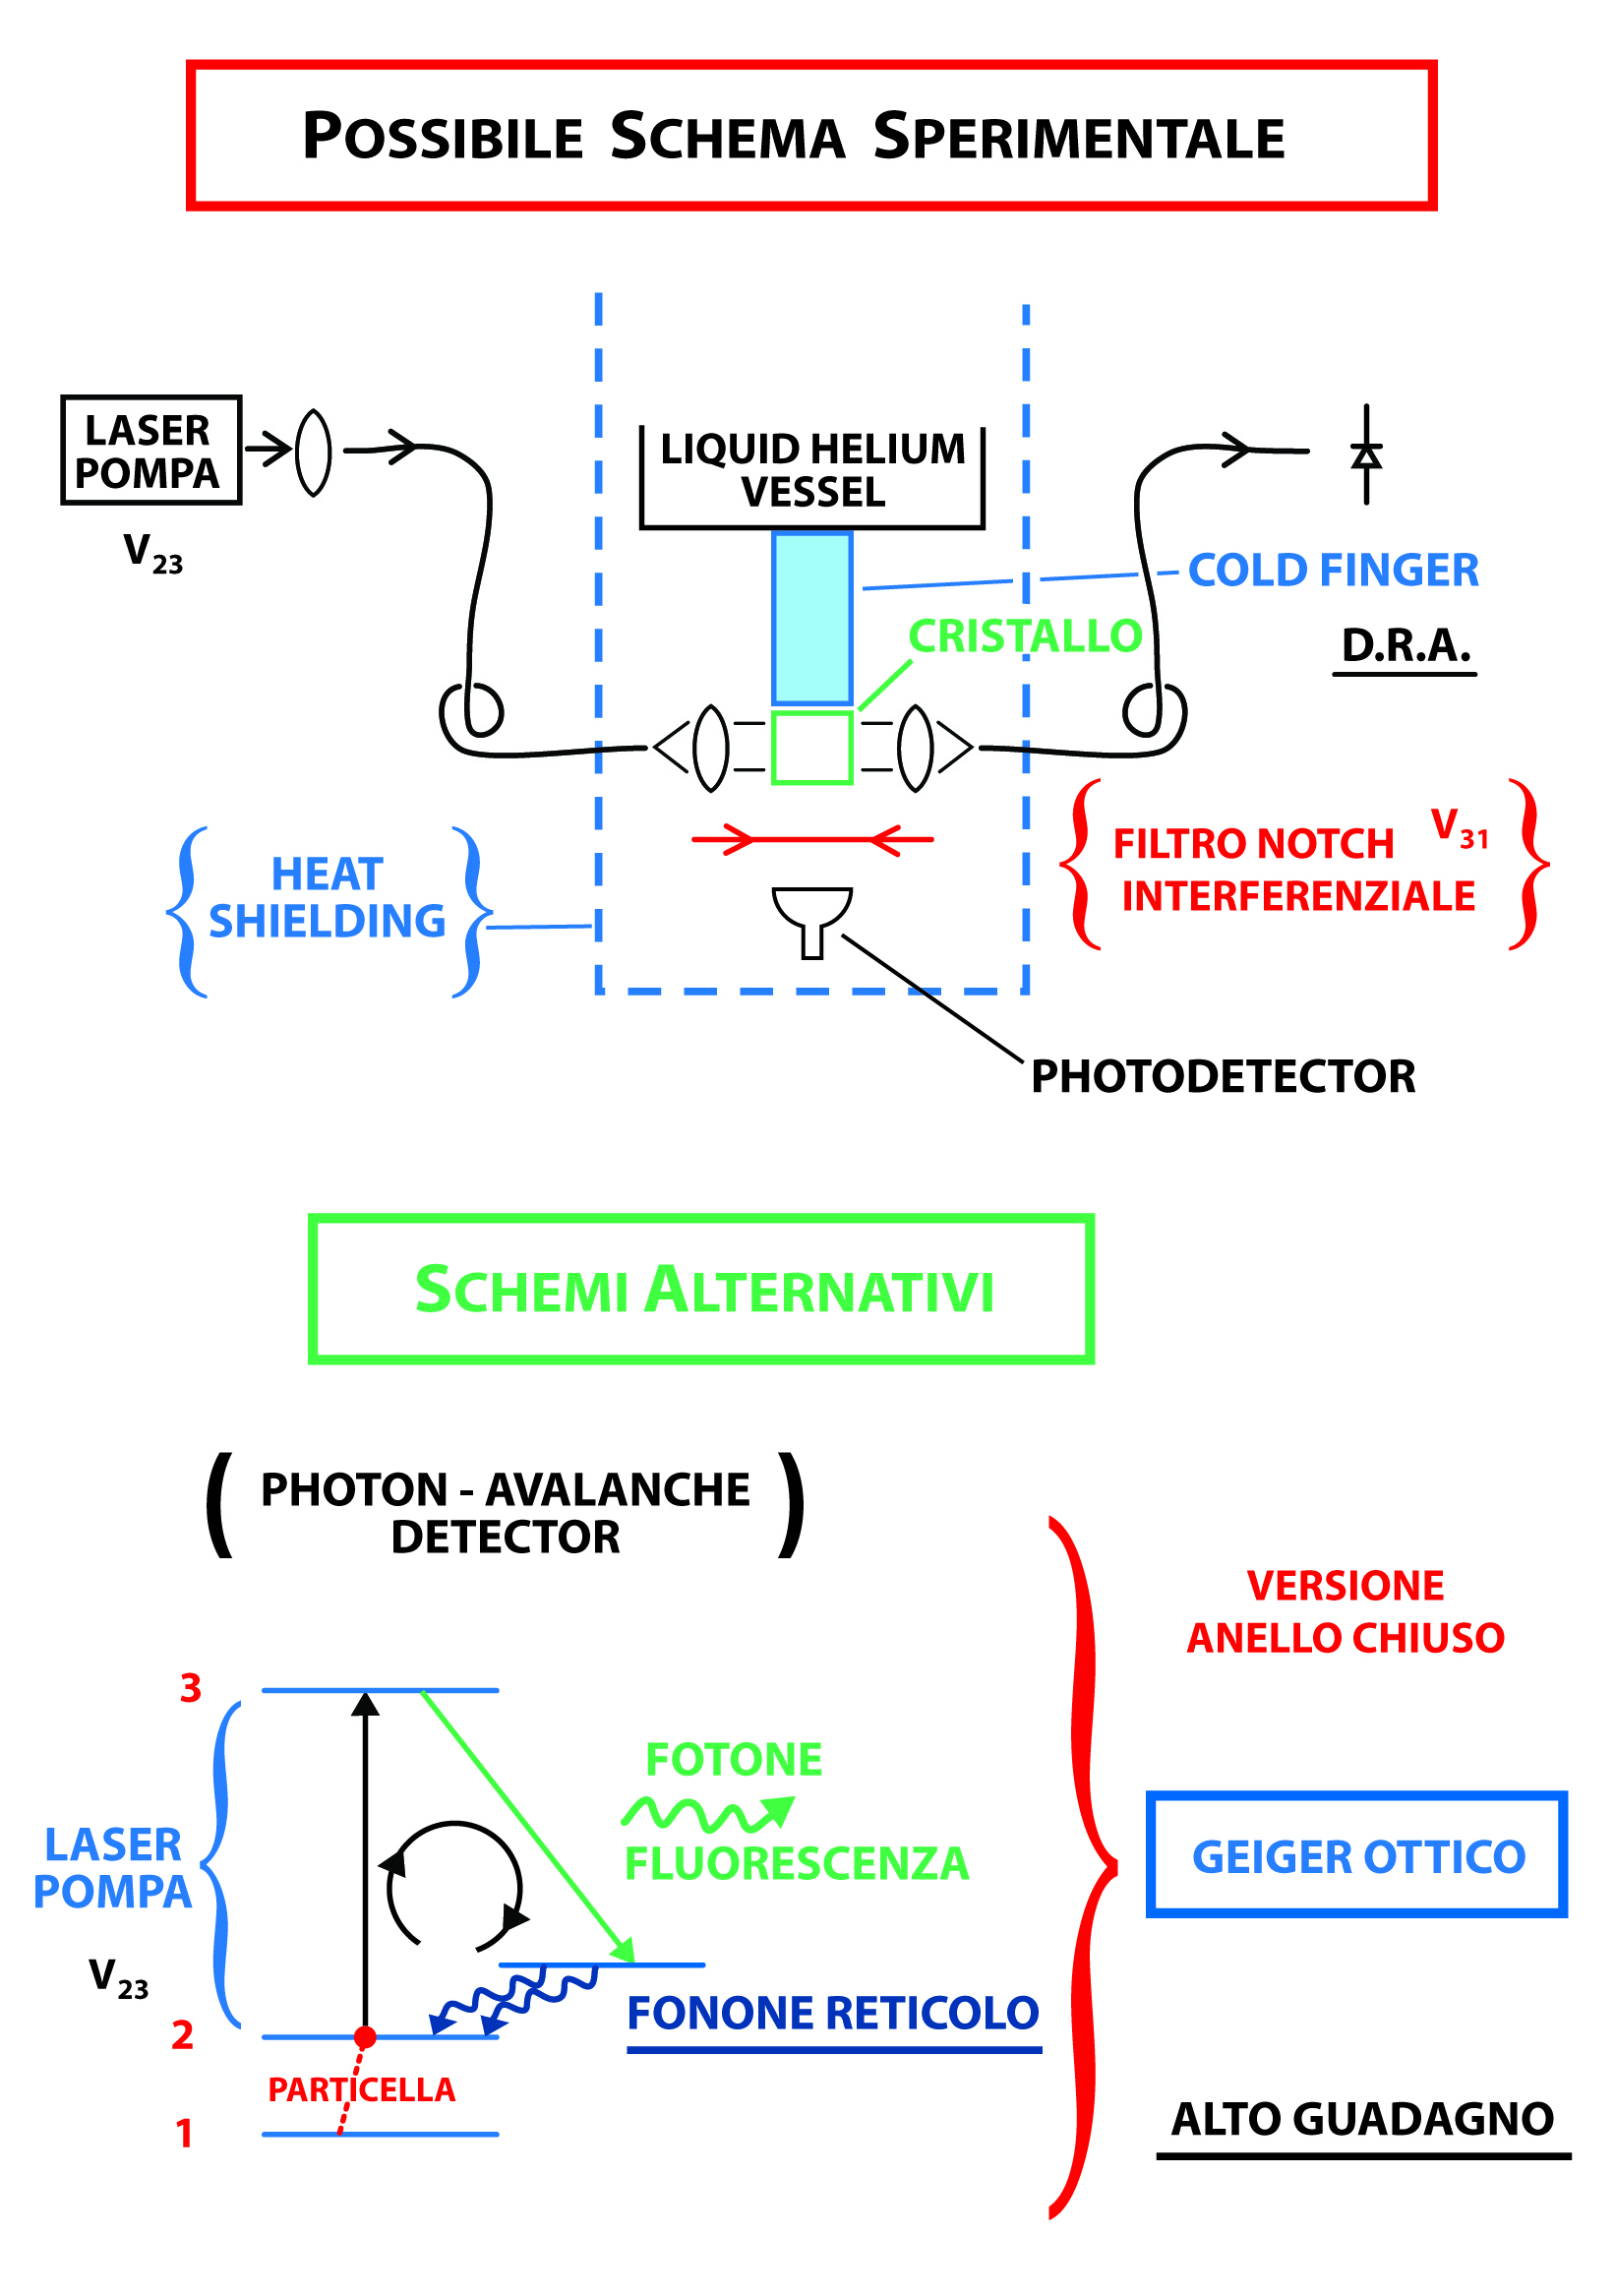 POSSIBILE SCHEMA SPERIMENTALE
LASER
POMPA
V23
LIQUID HELIUM
VESSEL
COLD FINGER
CRISTALLO
D.R.A.
HEAT
SHIELDING
FILTRO NOTCH V31
INTERFERENZIALE
PHOTODETECTOR
SCHEMI ALTERNATIVI
( PHOTON - AVALANCHE
DETECTOR )
VERSIONE
ANELLO CHIUSO
3
FOTONE
FLUORESCENZA
LASER
POMPA
V23
GEIGER OTTICO
2
FONONE RETICOLO
PARTICELLA
1
ALTO GUADAGNO